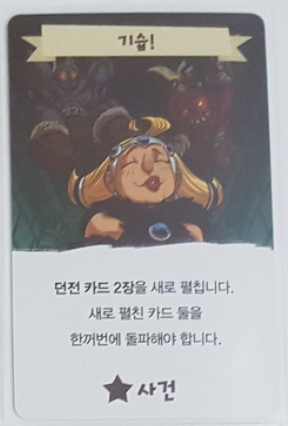 기습!
던전 카드 2장을 새로 펼칩니다.
새로 펼친 카드 둘을
한꺼번에 돌파해야 합니다.
사건